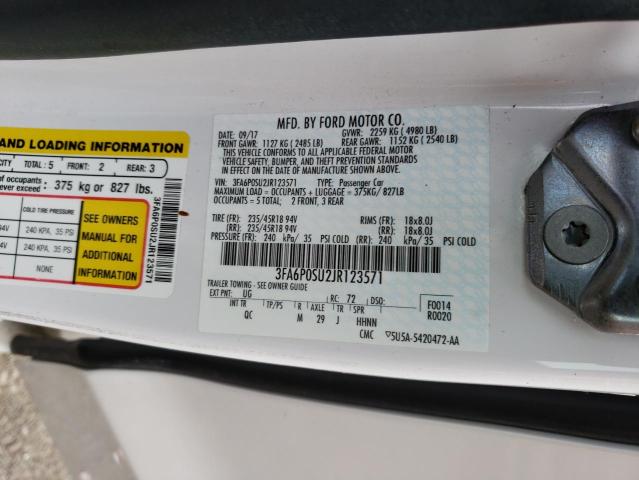 AND LOADING INFORMATION
CITY TOTAL: 5 FRONT: 2 REAR: 3
of occupants
never exceed : 375 kg or 827 lbs.
COLD TIRE PRESSURE
94V 240 KPA, 35 PSI
94V 240 KPA, 35 PSI
NONE
SEE OWNERS
MANUAL FOR
ADDITIONAL
INFORMATION
3FA6P0SU2JR123571
MFD. BY FORD MOTOR CO.
DATE: 09/17 GVWR: 2259 KG ( 4980 LB)
FRONT GAWR: 1127 KG ( 2485 LB) REAR GAWR: 1152 KG ( 2540 LB)
THIS VEHICLE CONFORMS TO ALL APPLICABLE FEDERAL MOTOR
VEHICLE SAFETY, BUMPER, AND THEFT PREVENTION STANDARDS
IN EFFECT ON THE DATE OF MANUFACTURE SHOWN ABOVE.
VIN: 3FA6P0SU2JR123571 TYPE: Passenger Car
MAXIMUM LOAD = OCCUPANTS + LUGGAGE = 375KG/827LB
OCCUPANTS = 5 TOTAL; 2 FRONT, 3 REAR
TIRE (FR): 235/45R18 94V RIMS (FR): 18x8.0J
(RR): 235/45R18 94V (RR): 18x8.0J
PRESSURE (FR): 240 kPa/ 35 PSI COLD (RR): 240 kPa/ 35 PSI COLD
3FA6P0SU2JR123571
TRAILER TOWING - SEE OWNER GUIDE
EXT PNT: UG RC: 72 DSO: F0014
R0020
INT TR TP/PS R AXLE TR SPR
QC M 29 J HHNN
CMC 5U5A-5420472-AA